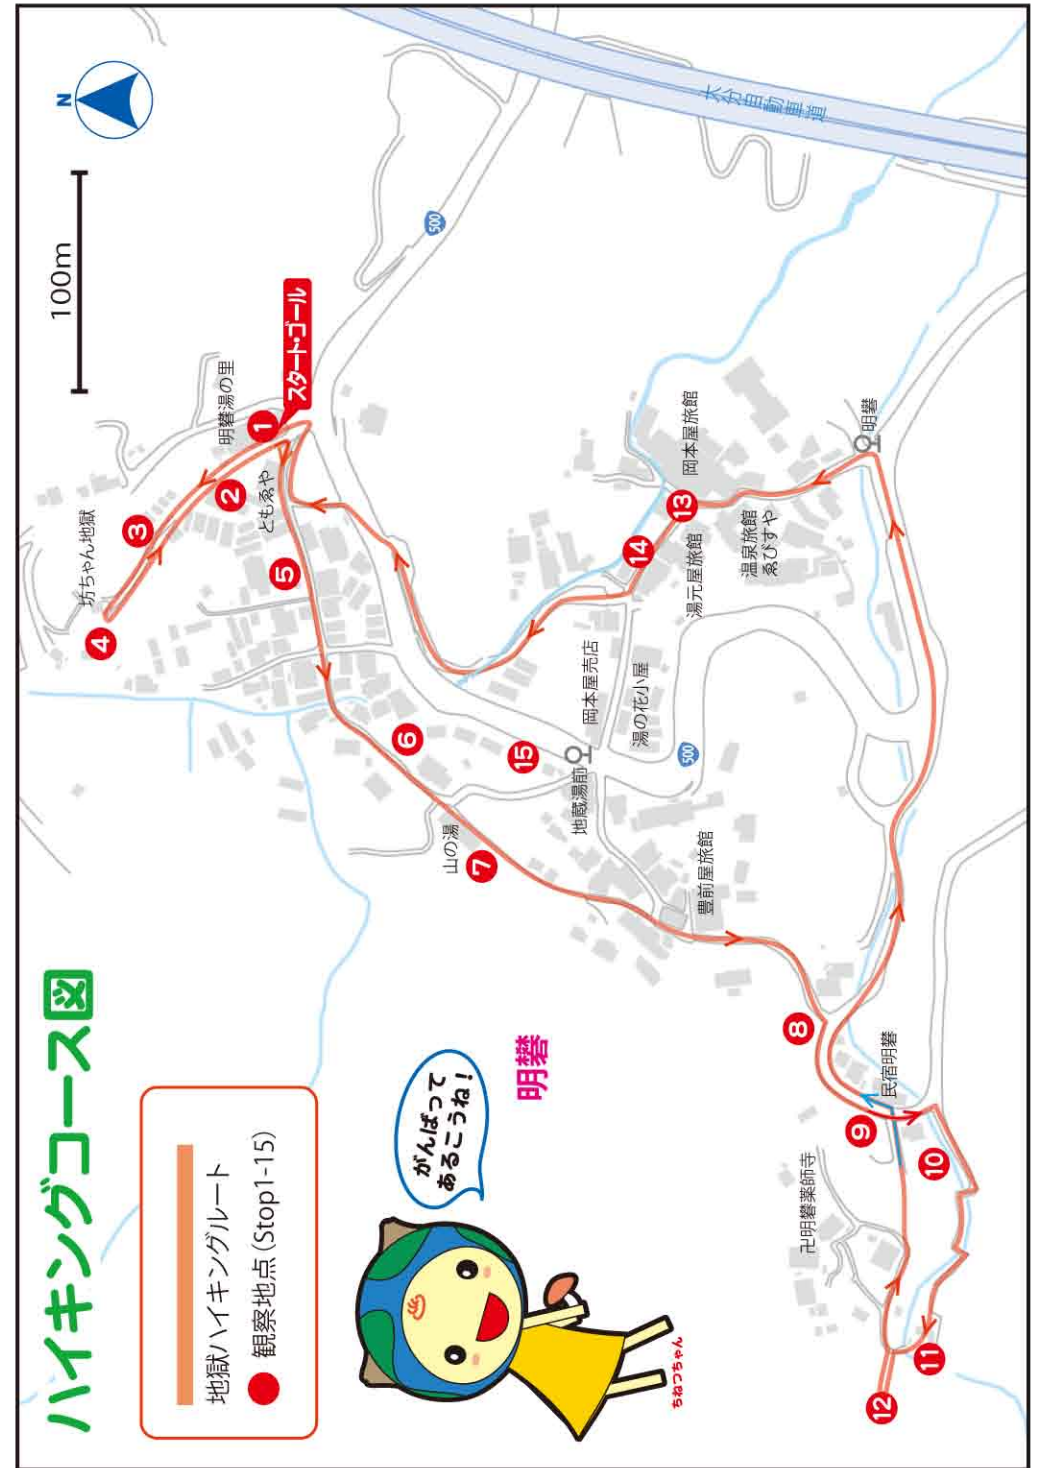 ハイキングコース図
地獄ハイキングルート
観察地点(Stop1-15)
がんばって
あるこうね!
ちねつちゃん
明礬
N
100m
大分自動車道
500
スタート・ゴール
明礬湯の里
坊ちゃん地獄
ともゑや
1
2
3
4
5
6
7
山の湯
15
地蔵湯前
岡本屋売店
湯の花小屋
500
豊前屋旅館
岡本屋旅館
13
14
湯元屋旅館
温泉旅館
ゑびすや
明礬
8
9
民宿明礬
10
卍明礬薬師寺
11
12